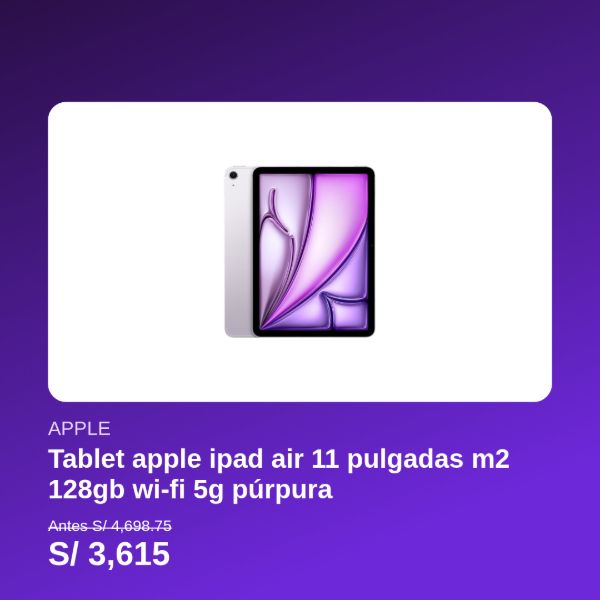 APPLE
Tablet apple ipad air 11 pulgadas m2
128gb wi-fi 5g púrpura
Antes S/ 4,698.75
S/ 3,615